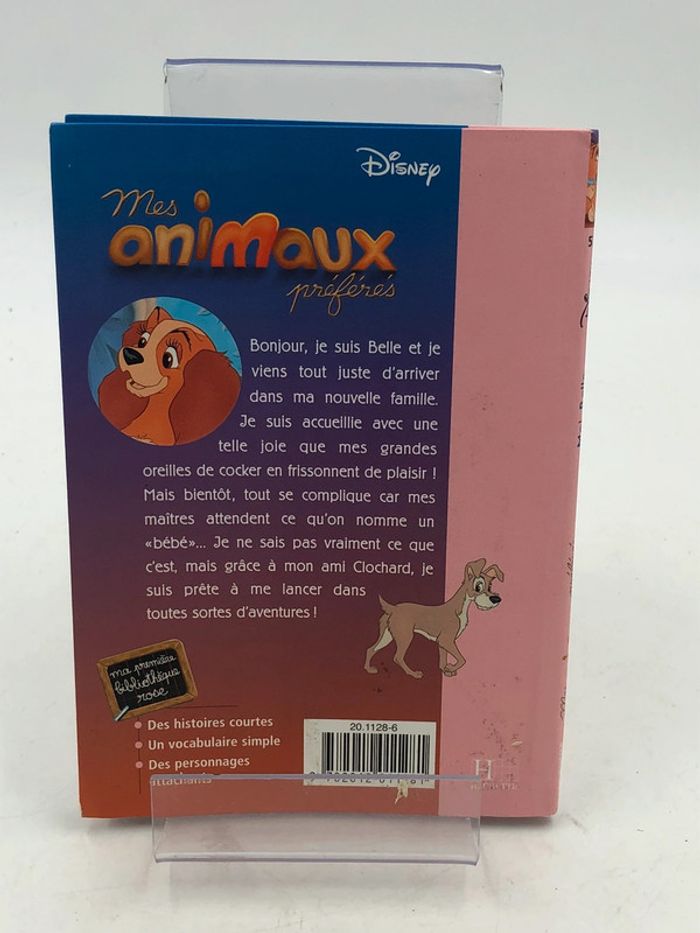 Disney
Mes
animaux
préférés
Bonjour, je suis Belle et je
viens tout juste d'arriver
dans ma nouvelle famille.
Je suis accueillie avec une
telle joie que mes grandes
oreilles de cocker en frissonnent de plaisir !
Mais bientôt, tout se complique car mes
maîtres attendent ce qu'on nomme un
«bébé»... Je ne sais pas vraiment ce que
c'est, mais grâce à mon ami Clochard, je
suis prête à me lancer dans
toutes sortes d'aventures !
ma première
bibliothèque
rose
• Des histoires courtes
• Un vocabulaire simple
• Des personnages
attachants
20.1128-6
H